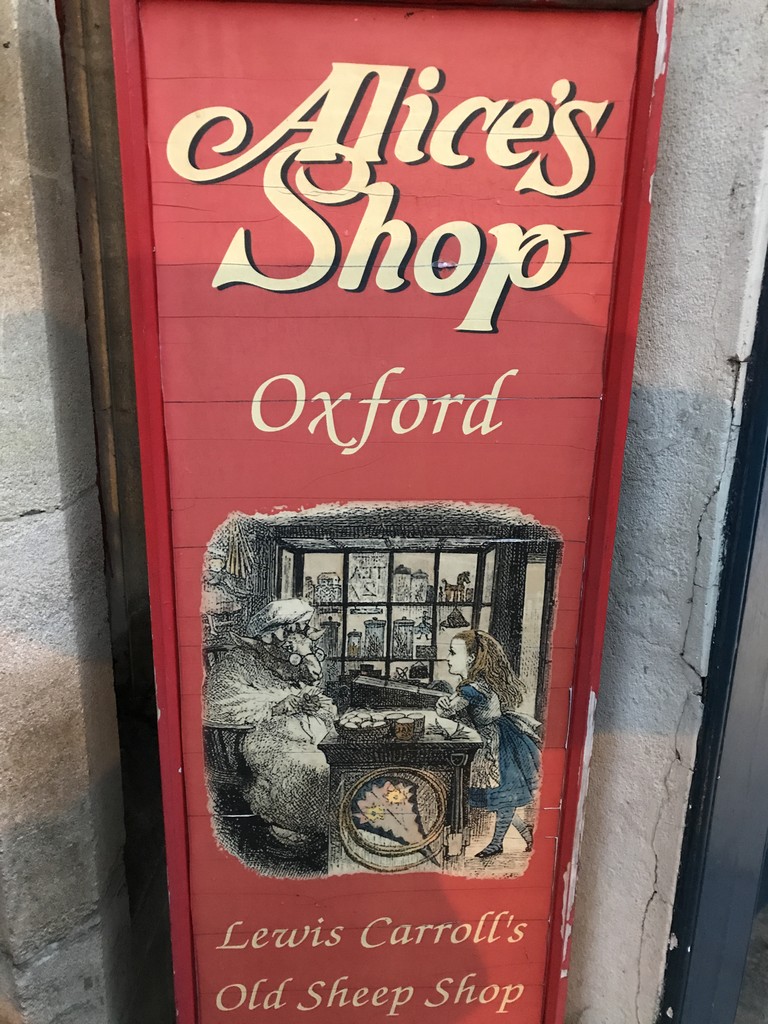 Alice's
Shop
Oxford
Lewis Carroll's
Old Sheep Shop